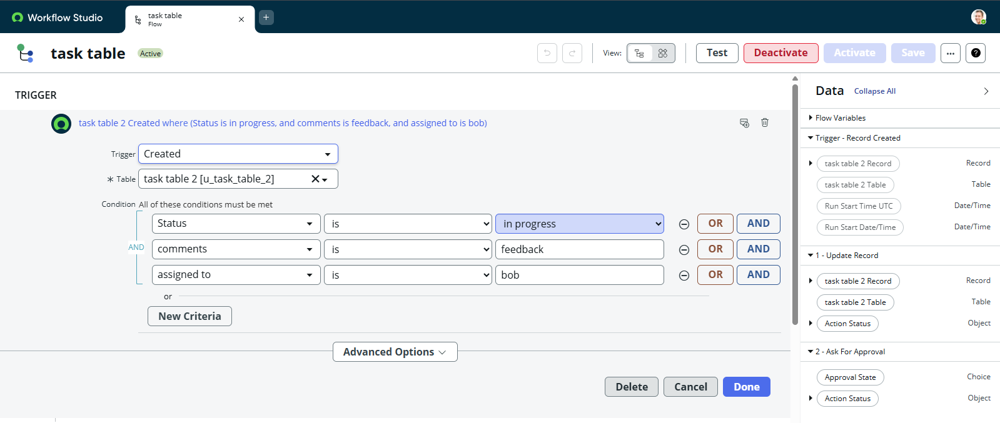 Workflow Studio
task table
Flow
task table
Active
View:
Test
Deactivate
Activate
Save
TRIGGER
task table 2 Created where (Status is in progress, and comments is feedback, and assigned to is bob)
Trigger
Created
* Table
task table 2 [u_task_table_2]
Condition
All of these conditions must be met
AND
Status
is
in progress
OR
AND
comments
is
feedback
OR
AND
assigned to
is
bob
OR
AND
or
New Criteria
Advanced Options
Delete
Cancel
Done
Data
Collapse All
Flow Variables
Trigger - Record Created
task table 2 Record
Record
task table 2 Table
Table
Run Start Time UTC
Date/Time
Run Start Date/Time
Date/Time
1 - Update Record
task table 2 Record
Record
task table 2 Table
Table
Action Status
Object
2 - Ask For Approval
Approval State
Choice
Action Status
Object